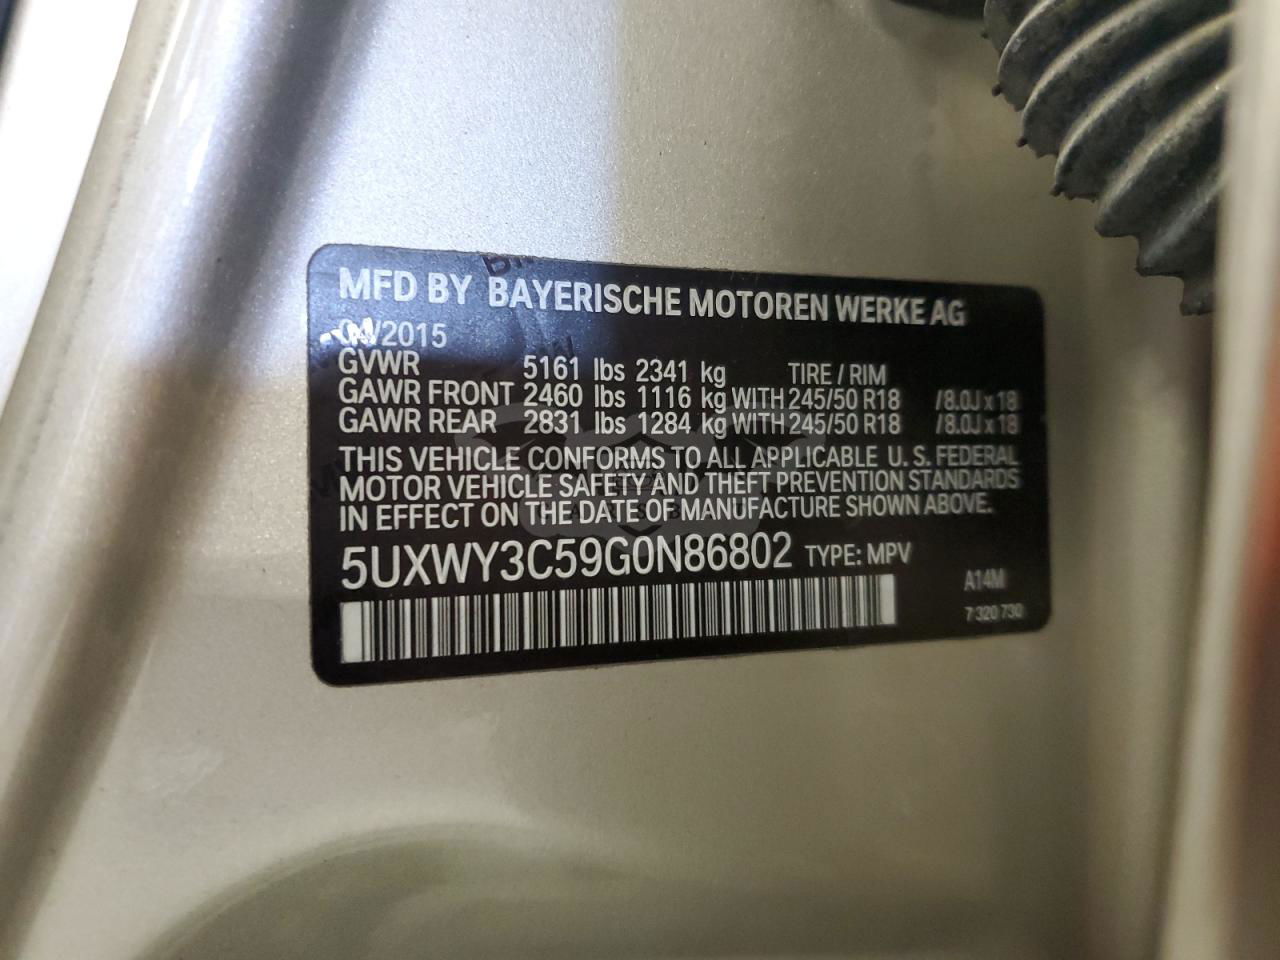 MFD BY BAYERISCHE MOTOREN WERKE AG
/2015
GVWR 5161 lbs 2341 kg TIRE / RIM
GAWR FRONT 2460 lbs 1116 kg WITH 245/50 R18 /8.0J x 18
GAWR REAR 2831 lbs 1284 kg WITH 245/50 R18 /8.0J x 18
THIS VEHICLE CONFORMS TO ALL APPLICABLE U. S. FEDERAL
MOTOR VEHICLE SAFETY AND THEFT PREVENTION STANDARDS
IN EFFECT ON THE DATE OF MANUFACTURE SHOWN ABOVE.
5UXWY3C59G0N86802 TYPE: MPV
A14M
7 320 730